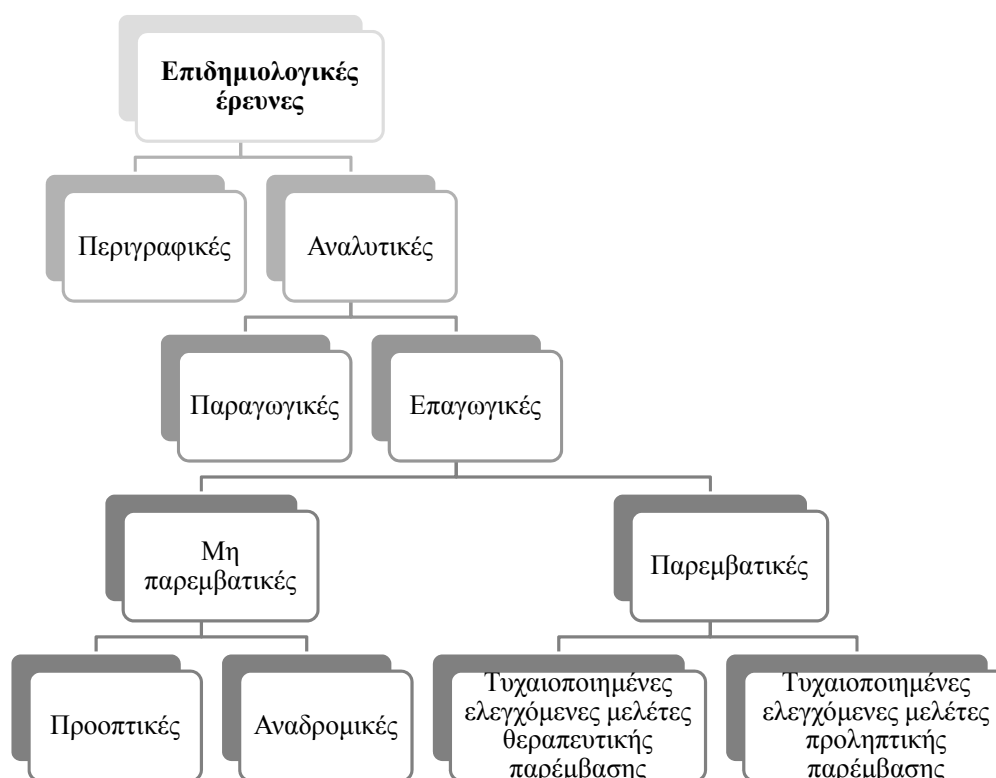 Επιδημιολογικές
έρευνες
Περιγραφικές
Αναλυτικές
Παραγωγικές
Επαγωγικές
Μη
παρεμβατικές
Παρεμβατικές
Προοπτικές
Αναδρομικές
Τυχαιοποιημένες
ελεγχόμενες μελέτες
θεραπευτικής
παρέμβασης
Τυχαιοποιημένες
ελεγχόμενες μελέτες
προληπτικής
παρέμβασης